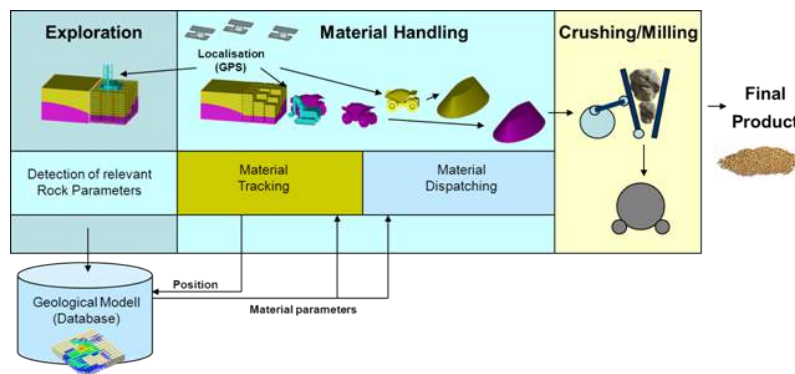 Exploration
Material Handling
Crushing/Milling
Localisation
(GPS)
Final
Product
Detection of relevant
Rock Parameters
Material
Tracking
Material
Dispatching
Position
Geological Modell
(Database)
Material parameters